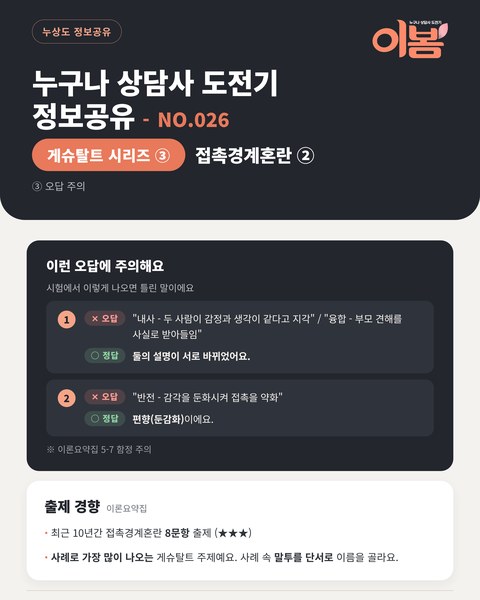 누상도 정보공유
누구나 상담사 도전기
이봄
누구나 상담사 도전기
정보공유 - NO.026
게슈탈트 시리즈 ③ 접촉경계혼란 ②
③ 오답 주의
이런 오답에 주의해요
시험에서 이렇게 나오면 틀린 말이에요
1 × 오답 "내사 - 두 사람이 감정과 생각이 같다고 지각" / "융합 - 부모 견해를
사실로 받아들임"
○ 정답 둘의 설명이 서로 바뀌었어요.
2 × 오답 "반전 - 감각을 둔화시켜 접촉을 약화"
○ 정답 편향(둔감화)이에요.
※ 이론요약집 5-7 함정 주의
출제 경향 이론요약집
· 최근 10년간 접촉경계혼란 8문항 출제 (★★★)
· 사례로 가장 많이 나오는 게슈탈트 주제예요. 사례 속 말투를 단서로 이름을 골라요.